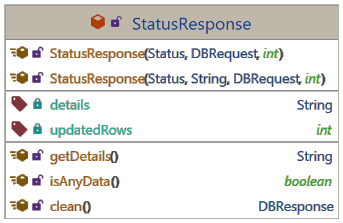 StatusResponse
StatusResponse(Status, DBRequest, int)
StatusResponse(Status, String, DBRequest, int)
details String
updatedRows int
getDetails() String
isAnyData() boolean
clean() DBResponse